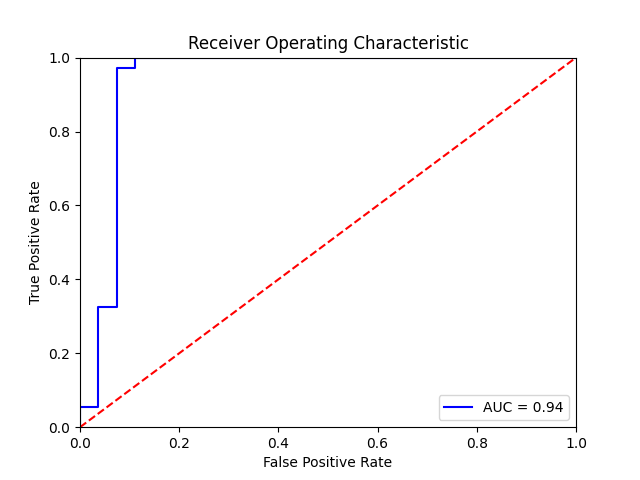 Receiver Operating Characteristic
True Positive Rate
1.0
0.8
0.6
0.4
0.2
0.0
AUC = 0.94
0.0 0.2 0.4 0.6 0.8 1.0
False Positive Rate